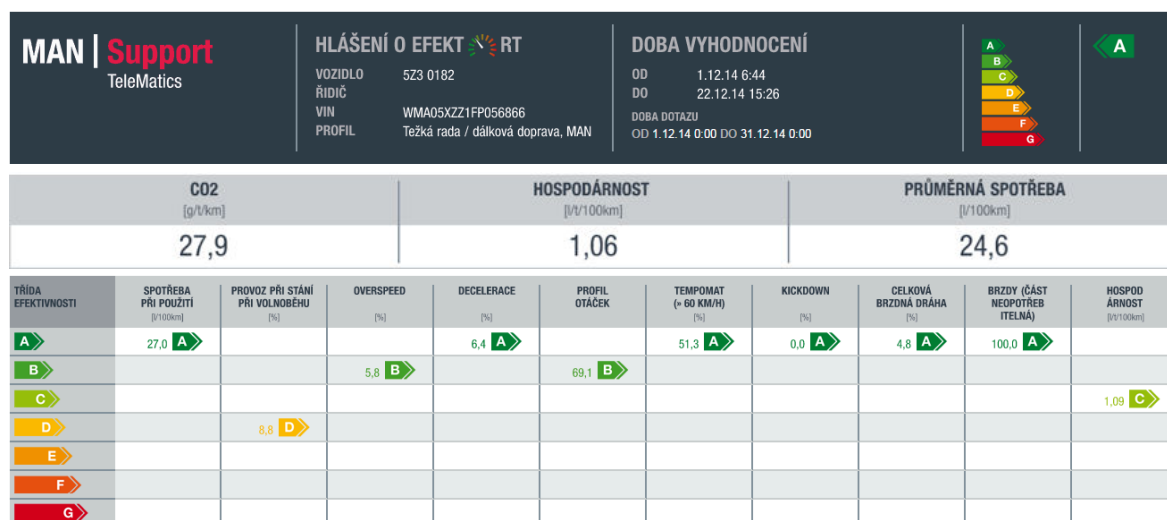 MAN | Support
TeleMatics
HLÁŠENÍ O EFEKT RT
VOZIDLO 5Z3 0182
ŘIDIČ
VIN WMA05XZZ1FP056866
PROFIL Težká rada / dálková doprava, MAN
DOBA VYHODNOCENÍ
OD 1.12.14 6:44
DO 22.12.14 15:26
DOBA DOTAZU
OD 1.12.14 0:00 DO 31.12.14 0:00
A
B
C
D
E
F
G
A
CO2 HOSPODÁRNOST PRŮMĚRNÁ SPOTŘEBA
[g/t/km] [l/t/100km] [l/100km]
27,9 1,06 24,6
TŘÍDA EFEKTIVNOSTI
SPOTŘEBA PŘI POUŽITÍ [l/100km]
PROVOZ PŘI STÁNÍ PŘI VOLNOBĚHU [%]
OVERSPEED [%]
DECELERACE [%]
PROFIL OTÁČEK
TEMPOMAT (» 60 KM/H) [%]
KICKDOWN [%]
CELKOVÁ BRZDNÁ DRÁHA [%]
BRZDY (ČÁST NEOPOTŘEB ITELNÁ)
HOSPOD ÁRNOST [l/t/100km]
A 27,0 A 6,4 A 51,3 A 0,0 A 4,8 A 100,0 A
B 5,8 B 69,1 B
C 1,09 C
D 8,8 D
E
F
G